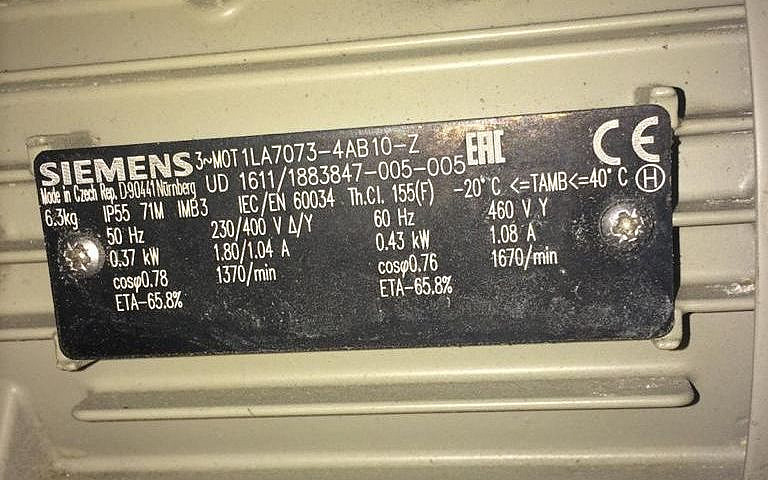 SIEMENS 3~MOT 1LA7073-4AB10-Z EAC CE
Made in Czech Rep. D90441 Nürnberg UD 1611/1883847-005-005
6.3kg IP55 71M IMB3 IEC/EN 60034 Th.Cl. 155(F) -20°C <=TAMB<=40°C H
50 Hz 230/400 V Δ/Y 60 Hz 460 V Y
0.37 kW 1.80/1.04 A 0.43 kW 1.08 A
cosφ0.78 1370/min cosφ0.76 1670/min
ETA-65.8% ETA-65.8%